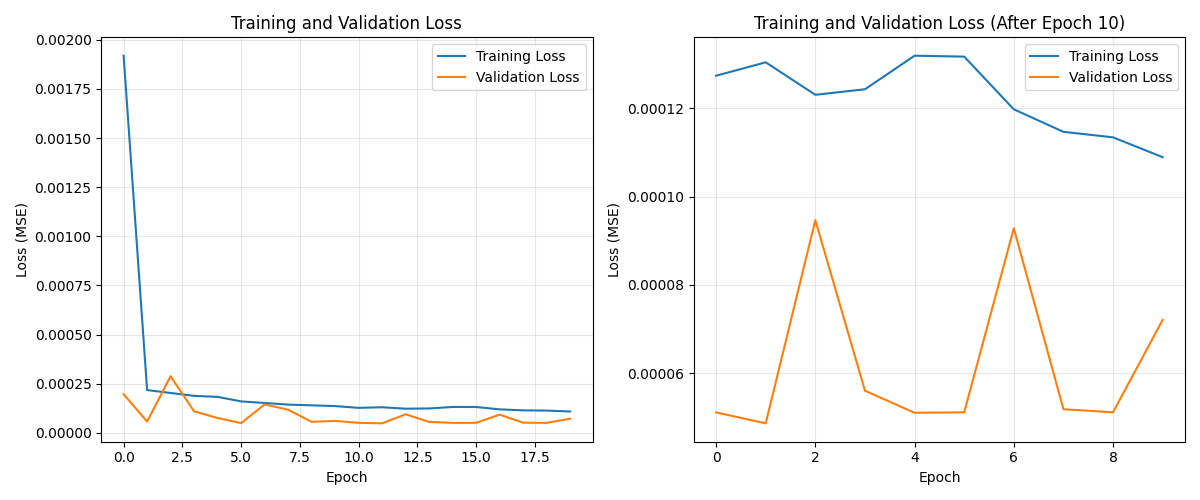 Training and Validation Loss
Training Loss
Validation Loss
0.00200
0.00175
0.00150
0.00125
0.00100
0.00075
0.00050
0.00025
0.00000
Loss (MSE)
0.0 2.5 5.0 7.5 10.0 12.5 15.0 17.5
Epoch
Training and Validation Loss (After Epoch 10)
Training Loss
Validation Loss
0.00012
0.00010
0.00008
0.00006
Loss (MSE)
0 2 4 6 8
Epoch